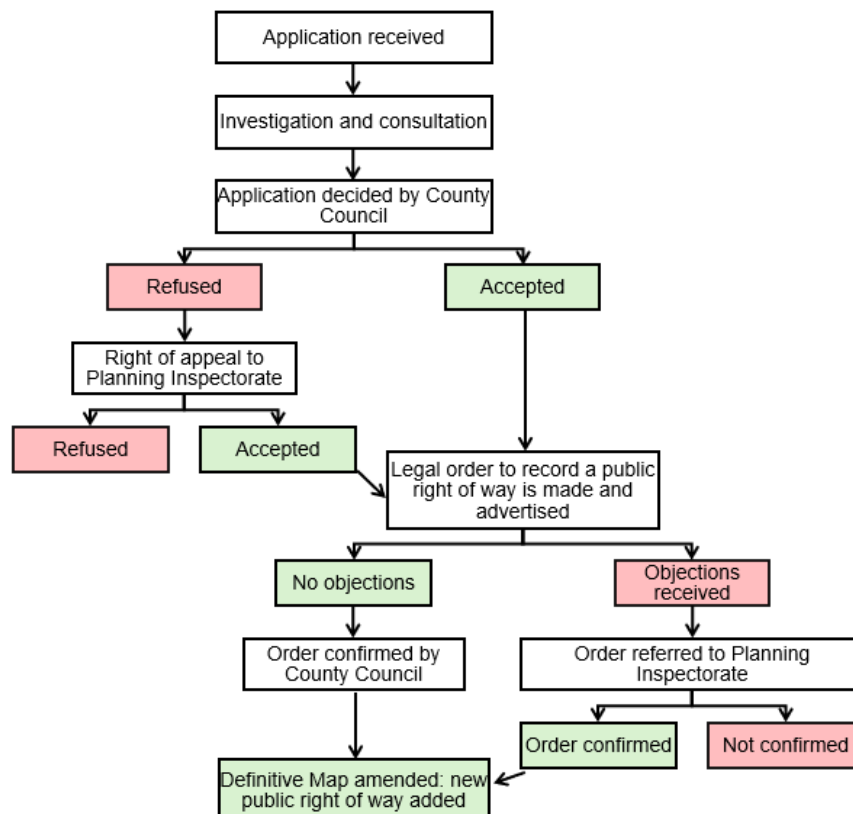 Application received
Investigation and consultation
Application decided by County
Council
Refused
Accepted
Right of appeal to
Planning Inspectorate
Refused
Accepted
Legal order to record a public
right of way is made and
advertised
No objections
Objections
received
Order confirmed by
County Council
Order referred to Planning
Inspectorate
Order confirmed
Not confirmed
Definitive Map amended: new
public right of way added